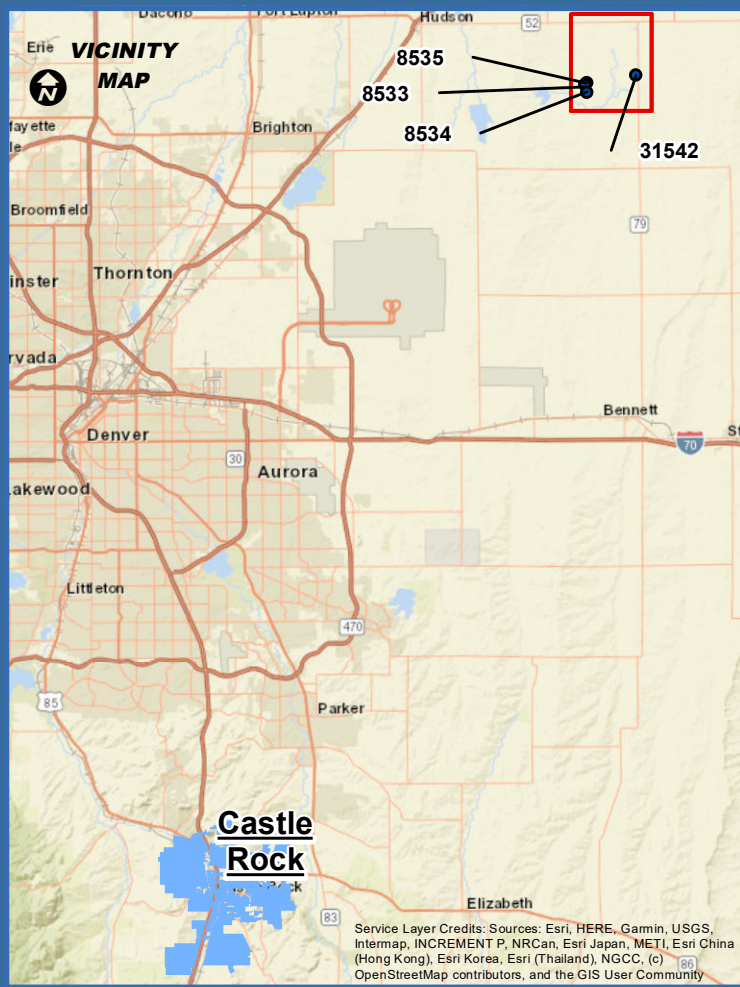 Dacono
Fort Lupton
Hudson
52
Erie
VICINITY
MAP
N
8535
8533
8534
31542
fayette
le
Brighton
Broomfield
79
Thornton
inster
rvada
Bennett
St
70
Denver
30
Aurora
akewood
Littleton
470
85
Parker
Castle
Rock
Elizabeth
83
86
Service Layer Credits: Sources: Esri, HERE, Garmin, USGS,
Intermap, INCREMENT P, NRCan, Esri Japan, METI, Esri China
(Hong Kong), Esri Korea, Esri (Thailand), NGCC, (c)
OpenStreetMap contributors, and the GIS User Community